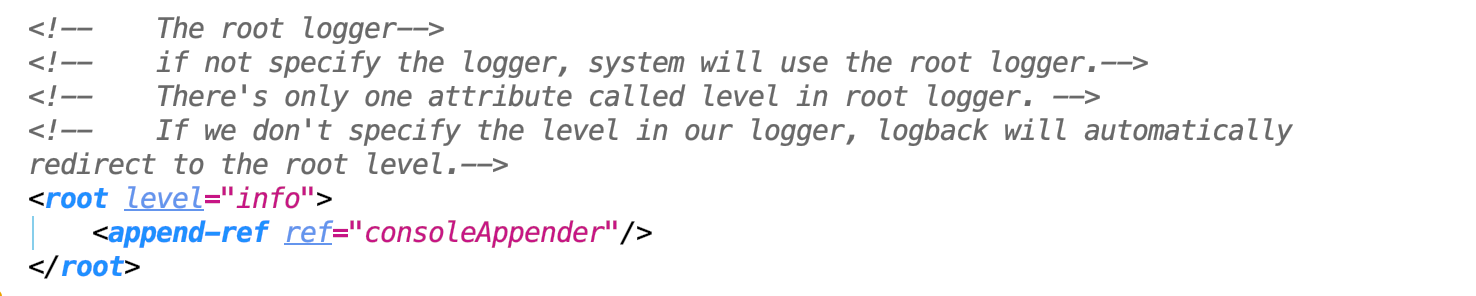 <!--    The root logger-->
<!--    if not specify the logger, system will use the root logger.-->
<!--    There's only one attribute called level in root logger. -->
<!--    If we don't specify the level in our logger, logback will automatically
redirect to the root level.-->
<root level="info">
    <append-ref ref="consoleAppender"/>
</root>